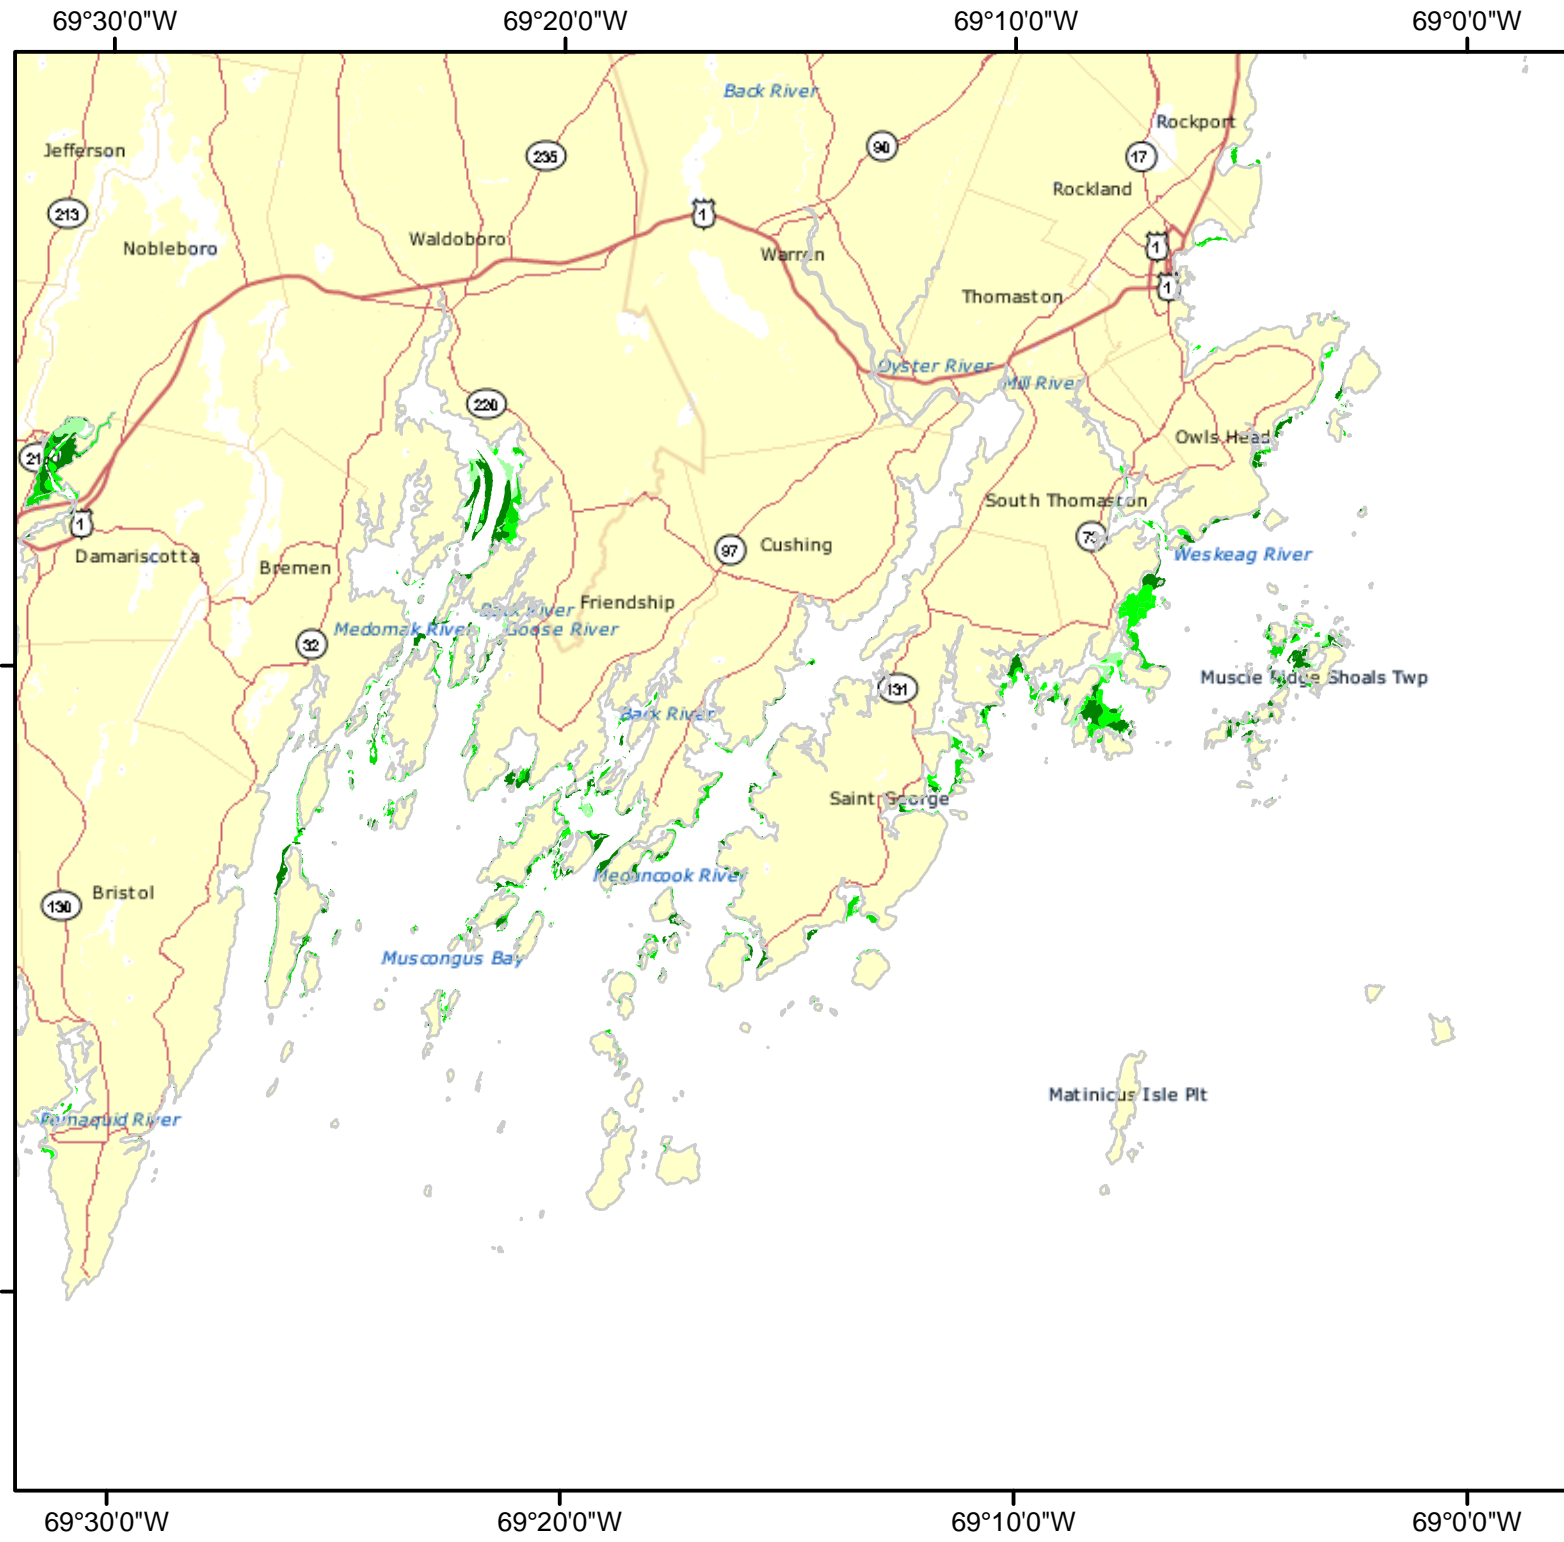 69°30'0"W 69°20'0"W 69°10'0"W 69°0'0"W
Back River
Rockport
Jefferson
235
90
17
Rockland
213
1
Nobleboro
Waldoboro
Warren
1
Thomaston
1
Oyster River
Mill River
220
Owls Head
21
South Thomaston
1
73
Damariscotta
97
Cushing
Weskeag River
Bremen
Back River
Friendship
Medomak River
Goose River
32
Muscle Ridge Shoals Twp
131
Back River
Saint George
Meduncook River
Bristol
130
Muscongus Bay
Matinicus Isle Plt
Pemaquid River
69°30'0"W 69°20'0"W 69°10'0"W 69°0'0"W